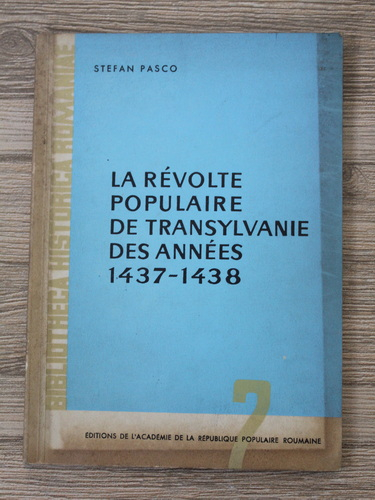 STEFAN PASCO
LA RÉVOLTE
POPULAIRE
DE TRANSYLVANIE
DES ANNÉES
1437-1438
BIBLIOTHECA HISTORICA ROMANIAE
7
ÉDITIONS DE L'ACADÉMIE DE LA RÉPUBLIQUE POPULAIRE ROUMAINE